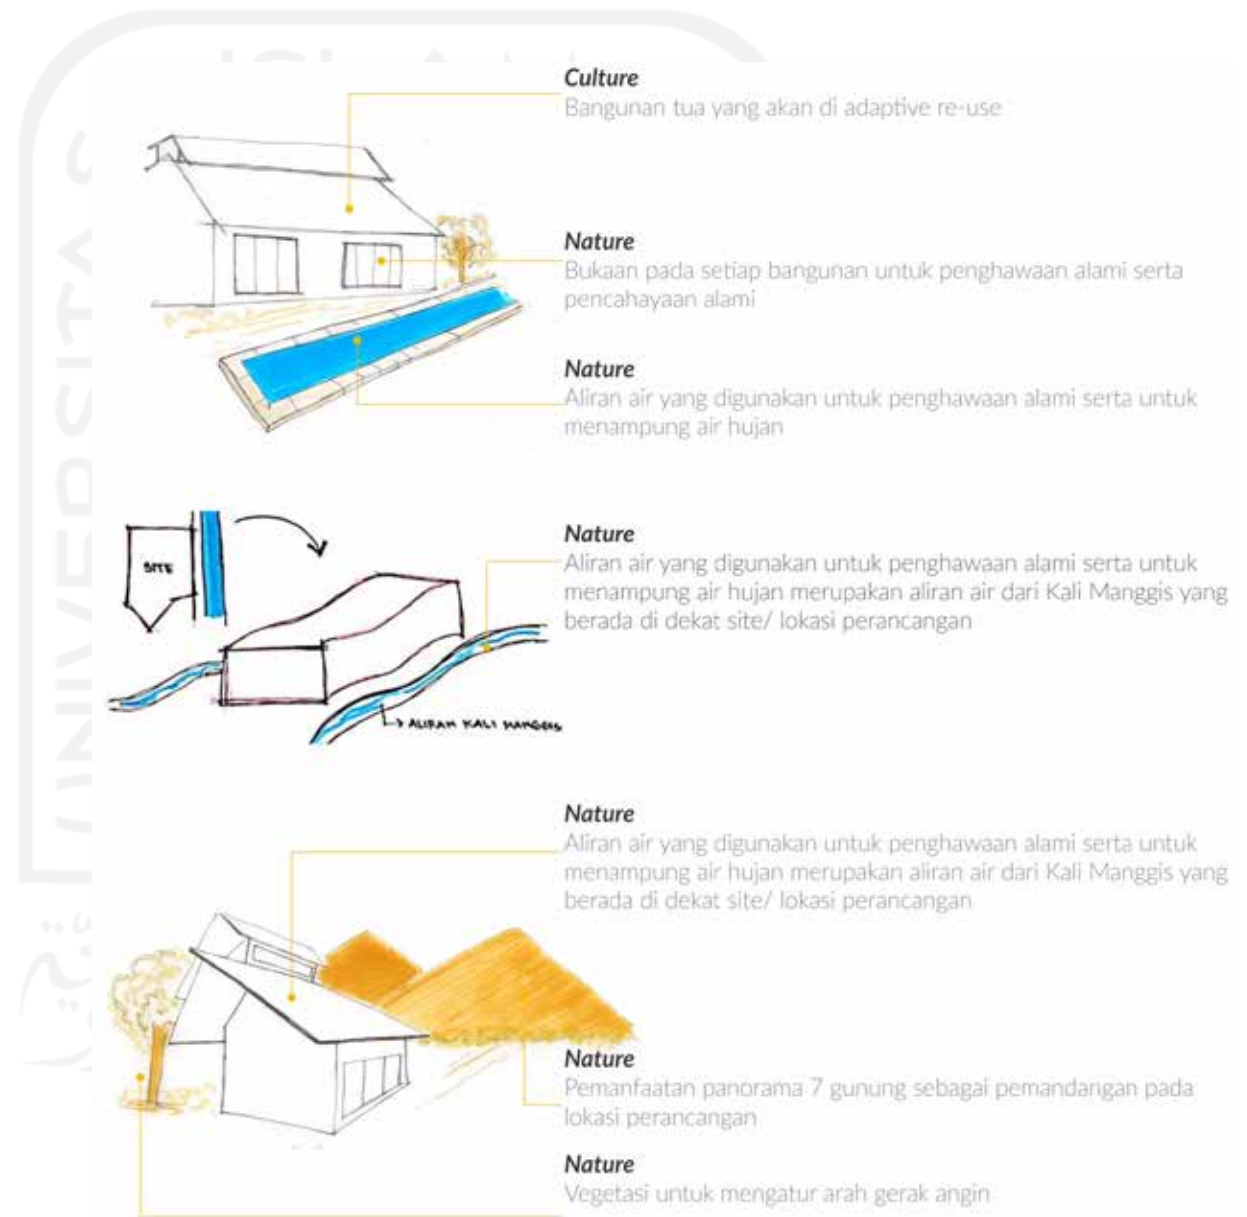 Culture
Bangunan tua yang akan di adaptive re-use
Nature
Bukaan pada setiap bangunan untuk penghawaan alami serta
pencahayaan alami
Nature
Aliran air yang digunakan untuk penghawaan alami serta untuk
menampung air hujan
SITE
ALIRAN KALI MANGGIS
Nature
Aliran air yang digunakan untuk penghawaan alami serta untuk
menampung air hujan merupakan aliran air dari Kali Manggis yang
berada di dekat site/ lokasi perancangan
Nature
Aliran air yang digunakan untuk penghawaan alami serta untuk
menampung air hujan merupakan aliran air dari Kali Manggis yang
berada di dekat site/ lokasi perancangan
Nature
Pemanfaatan panorama 7 gunung sebagai pemandangan pada
lokasi perancangan
Nature
Vegetasi untuk mengatur arah gerak angin